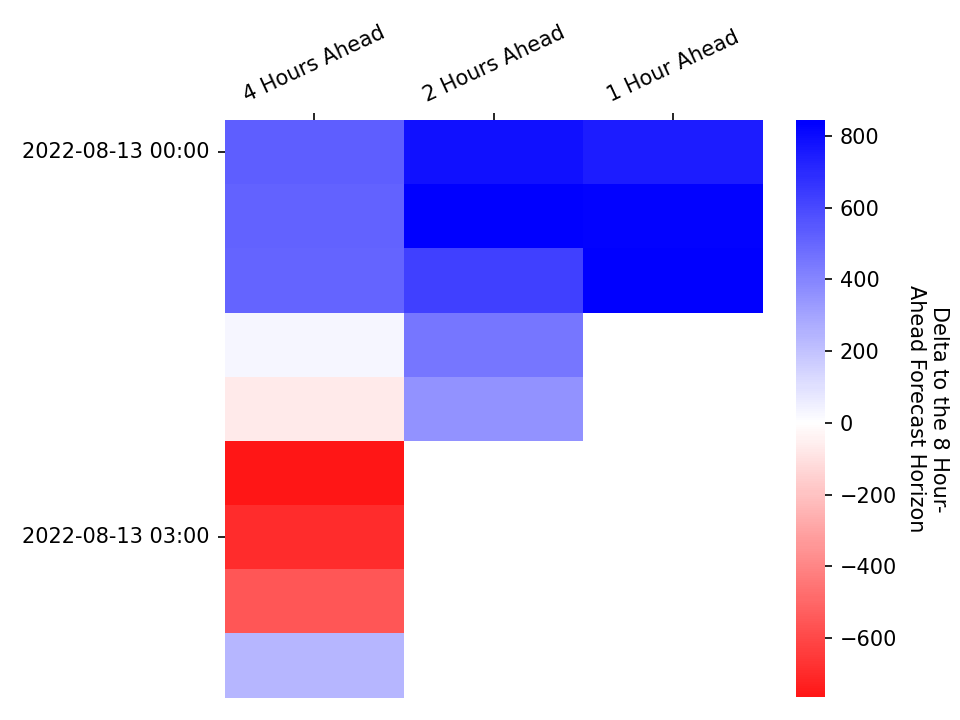 4 Hours Ahead
2 Hours Ahead
1 Hour Ahead
2022-08-13 00:00
2022-08-13 03:00
800
600
400
200
0
−200
−400
−600
Delta to the 8 Hour-
Ahead Forecast Horizon